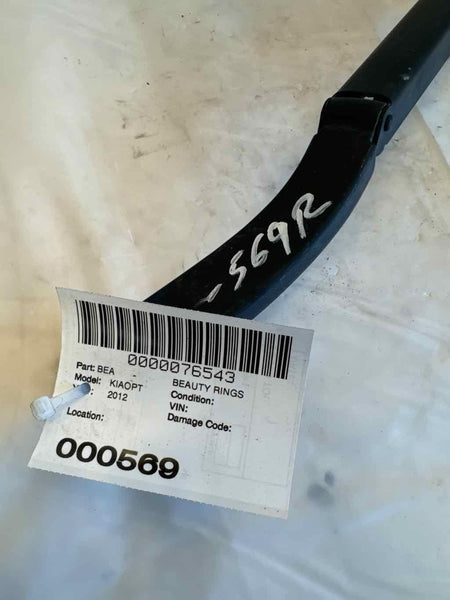 -569R
0000076543
Part: BEA BEAUTY RINGS
Model: KIAOPT Condition:
2012 VIN:
Location: Damage Code:
000569